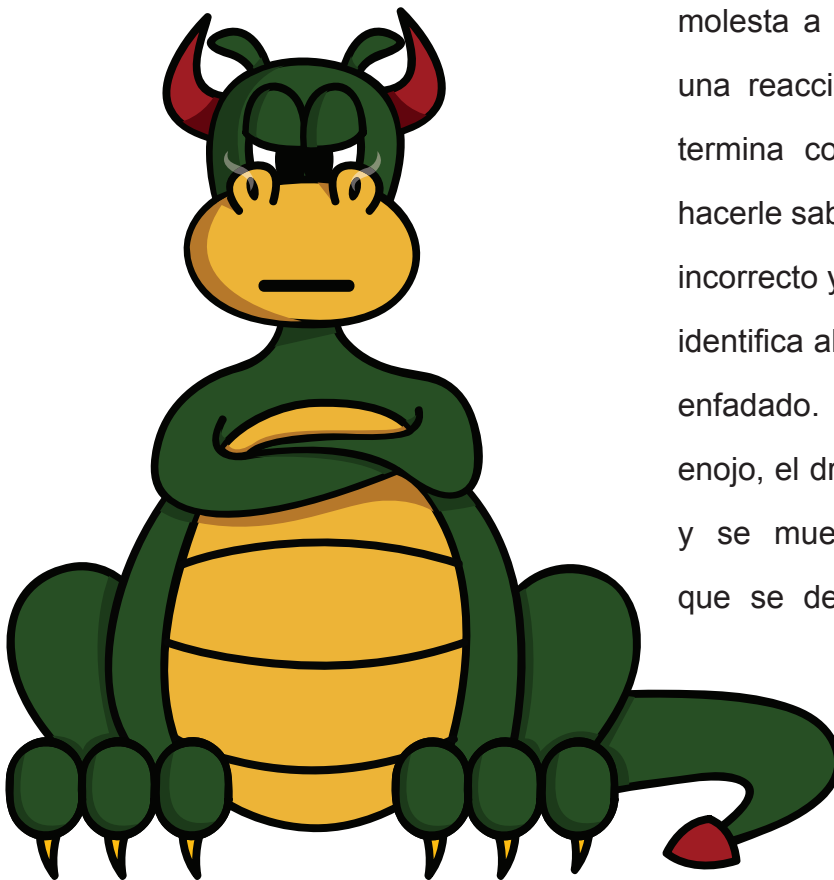 molesta a
una reacci
termina co
hacerle sab
incorrecto y
identifica al
enfadado.
enojo, el dr
y se mue
que se de